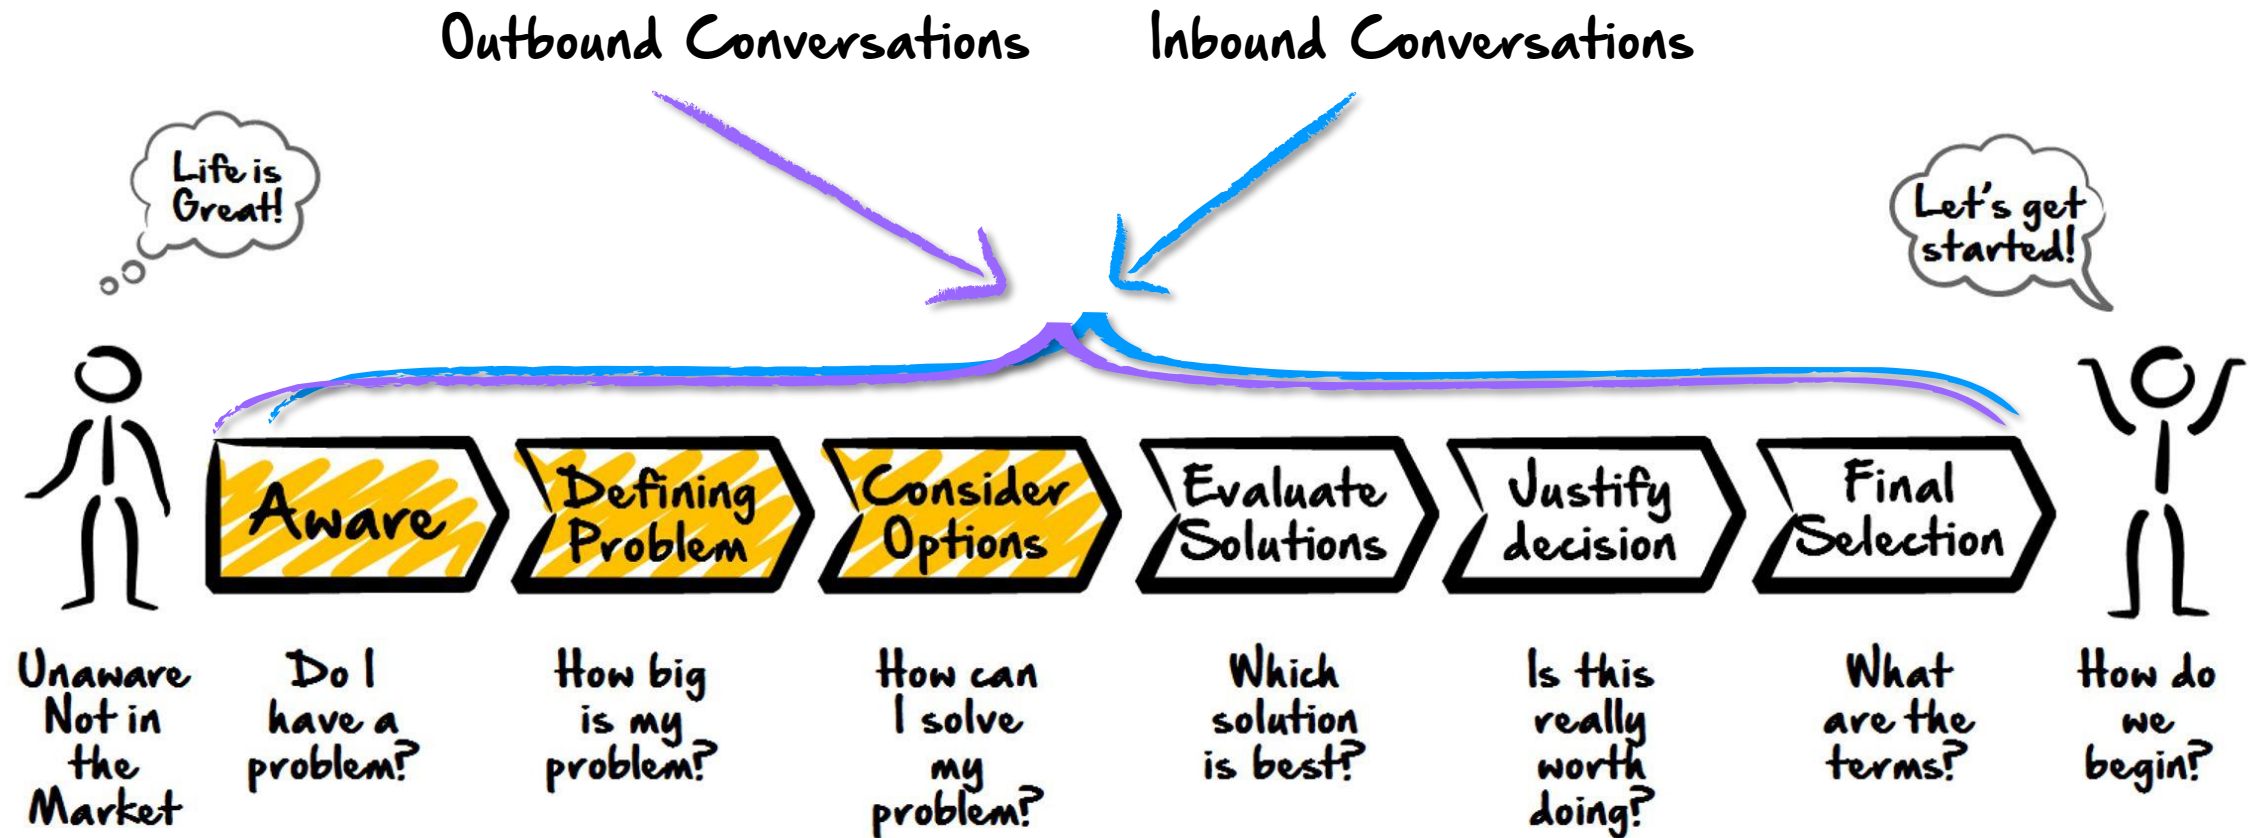 Outbound Conversations
Inbound Conversations
Life is
Great!
Let's get
started!
Aware
Defining
Problem
Consider
Options
Evaluate
Solutions
Justify
decision
Final
Selection
Unaware
Not in
the
Market
Do I
have a
problem?
How big
is my
problem?
How can
I solve
my
problem?
Which
solution
is best?
Is this
really
worth
doing?
What
are the
terms?
How do
we
begin?